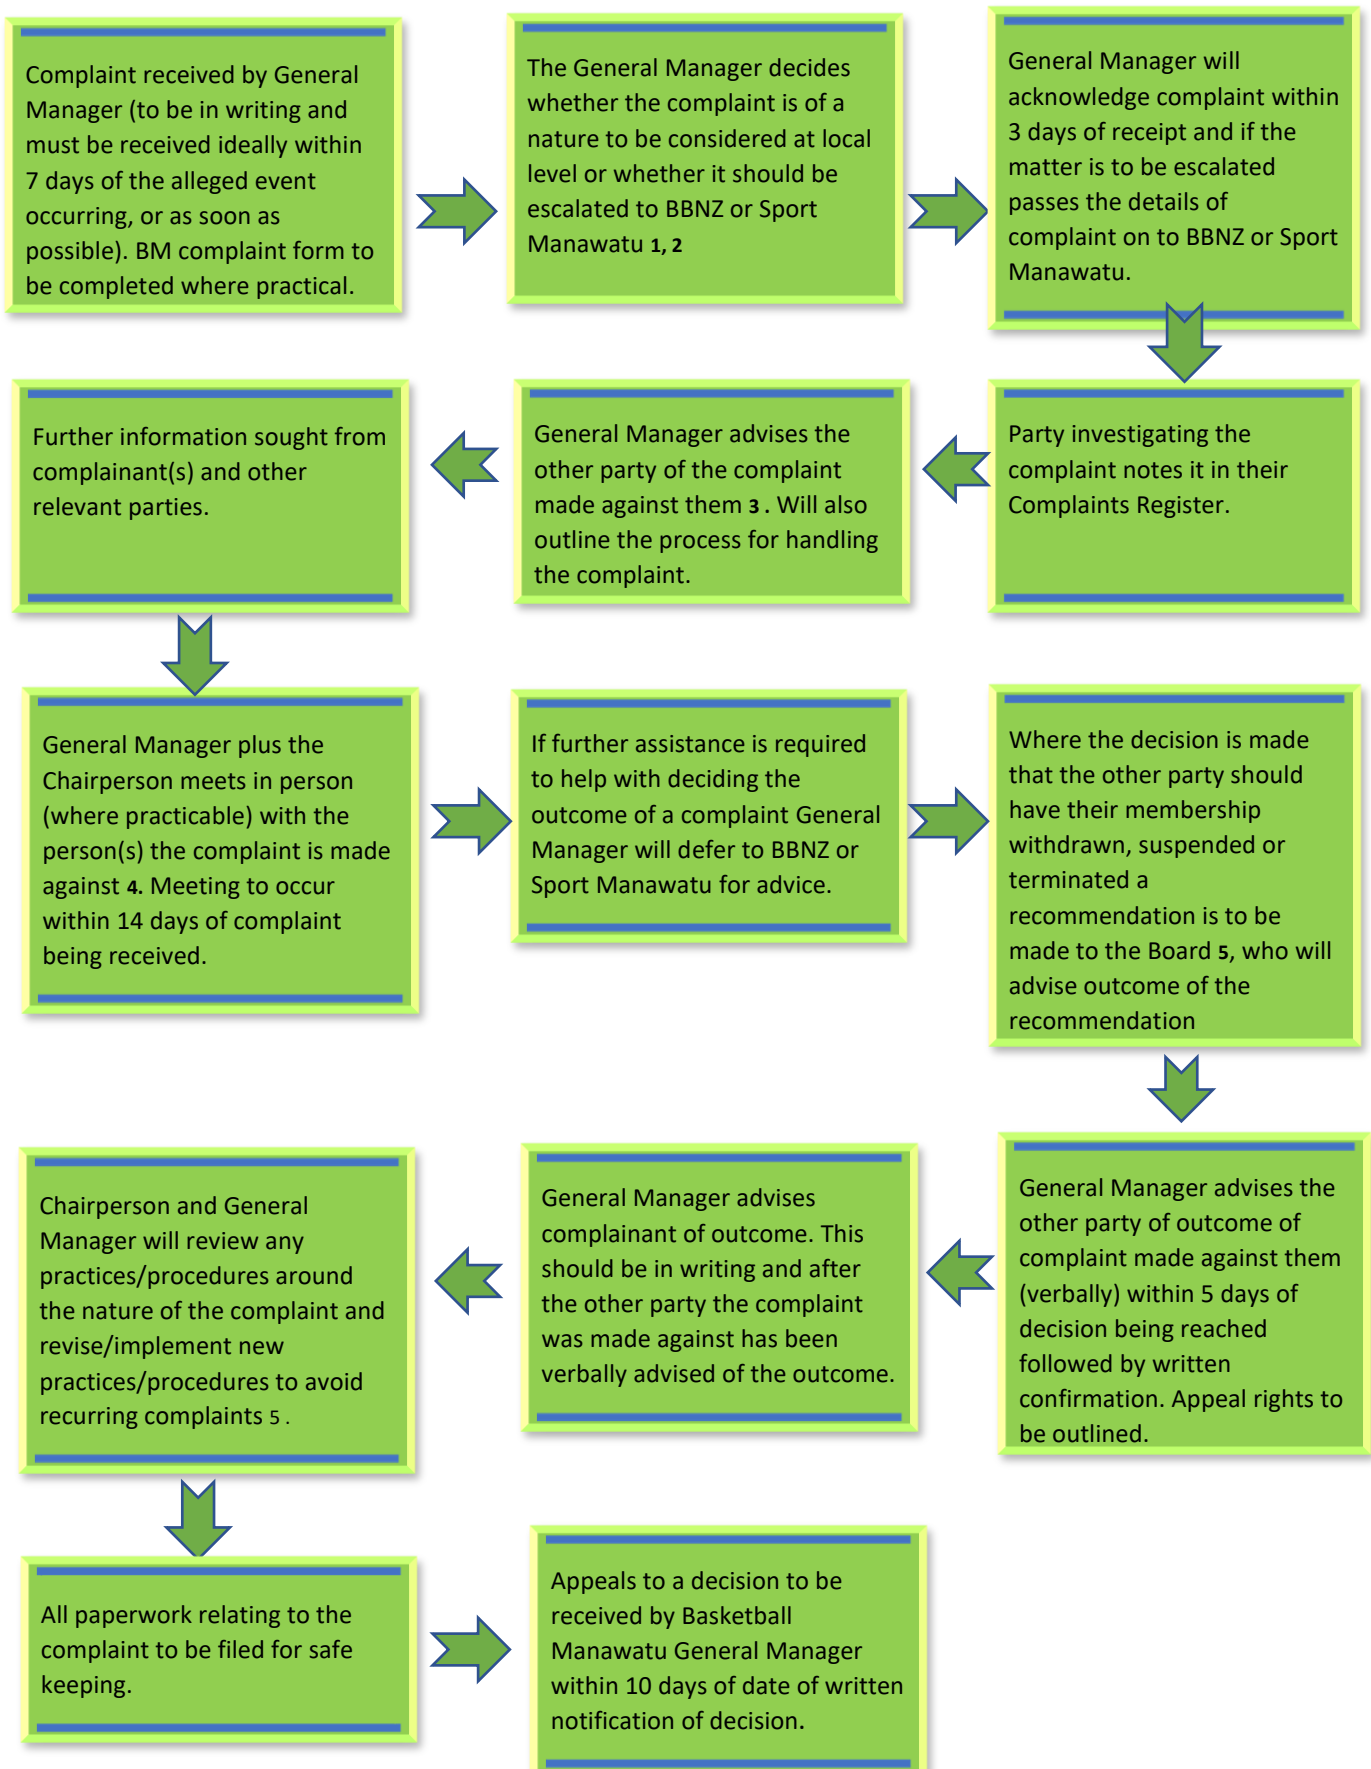 Complaint received by General
Manager (to be in writing and
must be received ideally within
7 days of the alleged event
occurring, or as soon as
possible). BM complaint form to
be completed where practical.
The General Manager decides
whether the complaint is of a
nature to be considered at local
level or whether it should be
escalated to BBNZ or Sport
Manawatu 1, 2
General Manager will
acknowledge complaint within
3 days of receipt and if the
matter is to be escalated
passes the details of
complaint on to BBNZ or Sport
Manawatu.
Party investigating the
complaint notes it in their
Complaints Register.
General Manager advises the
other party of the complaint
made against them 3 . Will also
outline the process for handling
the complaint.
Further information sought from
complainant(s) and other
relevant parties.
General Manager plus the
Chairperson meets in person
(where practicable) with the
person(s) the complaint is made
against 4. Meeting to occur
within 14 days of complaint
being received.
If further assistance is required
to help with deciding the
outcome of a complaint General
Manager will defer to BBNZ or
Sport Manawatu for advice.
Where the decision is made
that the other party should
have their membership
withdrawn, suspended or
terminated a
recommendation is to be
made to the Board 5, who will
advise outcome of the
recommendation
General Manager advises the
other party of outcome of
complaint made against them
(verbally) within 5 days of
decision being reached
followed by written
confirmation. Appeal rights to
be outlined.
General Manager advises
complainant of outcome. This
should be in writing and after
the other party the complaint
was made against has been
verbally advised of the outcome.
Chairperson and General
Manager will review any
practices/procedures around
the nature of the complaint and
revise/implement new
practices/procedures to avoid
recurring complaints 5 .
All paperwork relating to the
complaint to be filed for safe
keeping.
Appeals to a decision to be
received by Basketball
Manawatu General Manager
within 10 days of date of written
notification of decision.